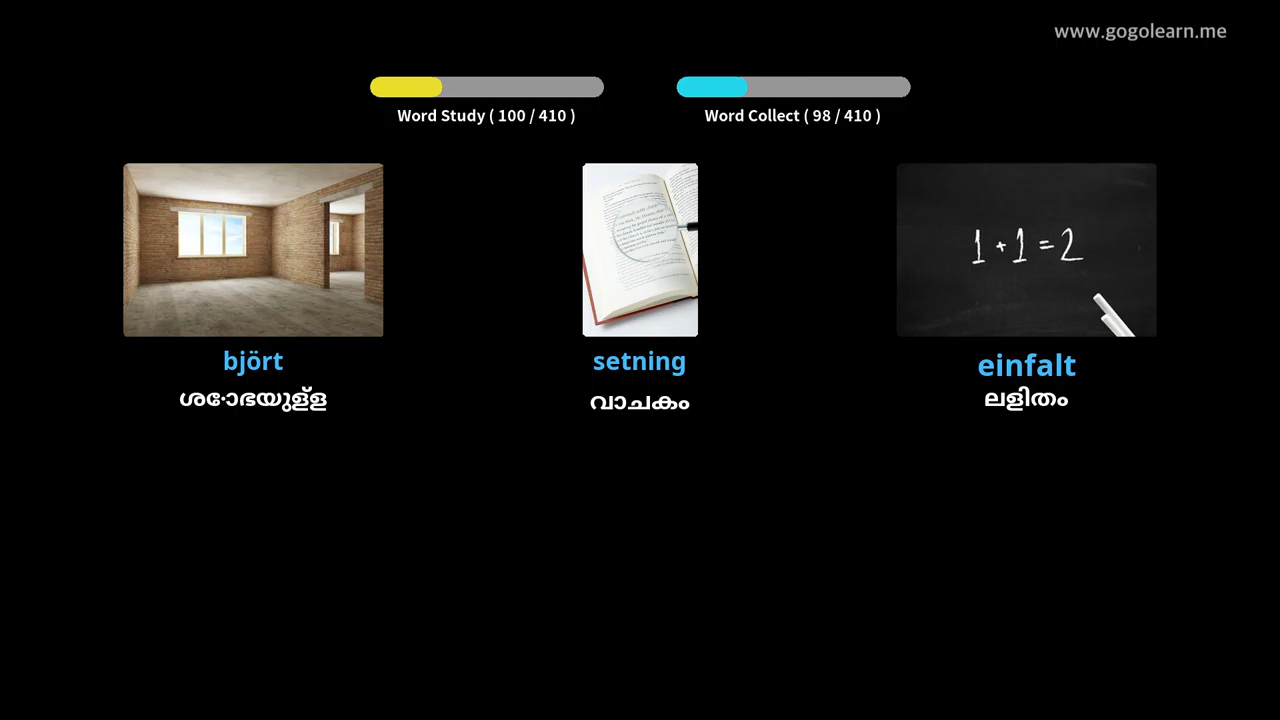 www.gogolearn.me
Word Study ( 100 / 410 )
Word Collect ( 98 / 410 )
1 + 1 = 2
björt
setning
einfalt
ശോഭയുള്ള
വാചകം
ലളിതം